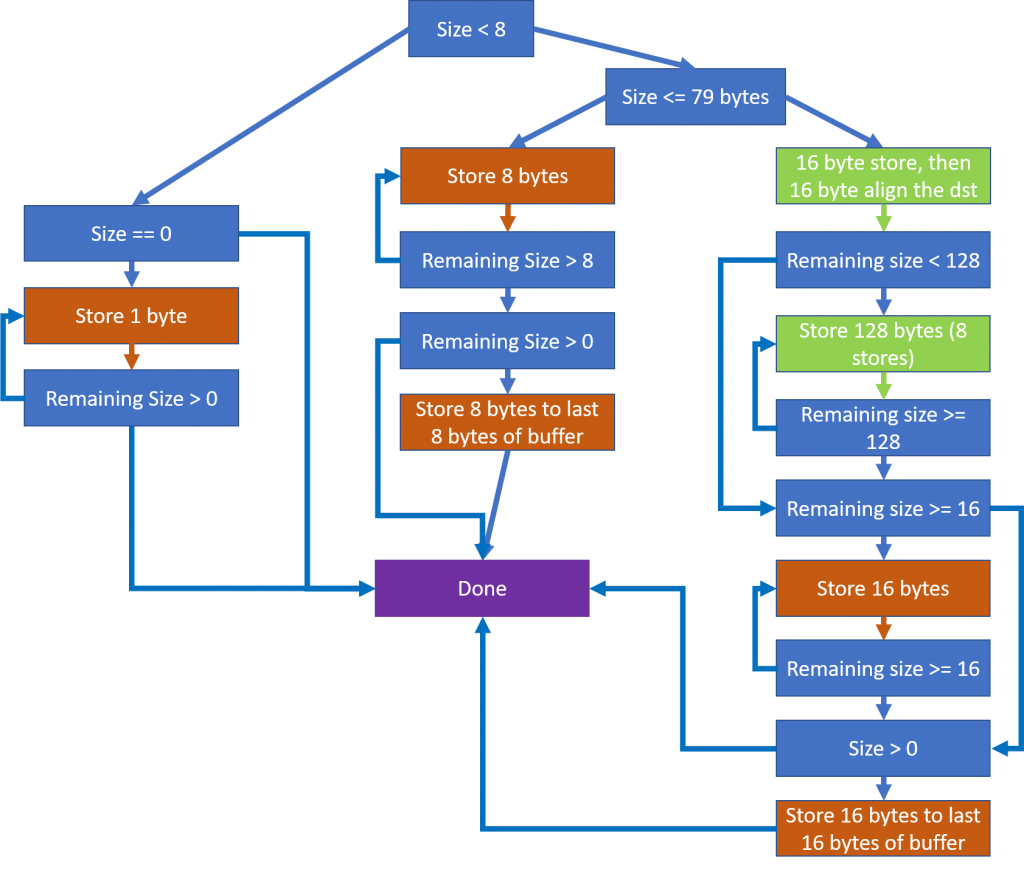 Size < 8
Size <= 79 bytes
Size == 0
Store 1 byte
Remaining Size > 0
Store 8 bytes
Remaining Size > 8
Remaining Size > 0
Store 8 bytes to last
8 bytes of buffer
16 byte store, then
16 byte align the dst
Remaining size < 128
Store 128 bytes (8
stores)
Remaining size >=
128
Remaining size >= 16
Store 16 bytes
Remaining size >= 16
Size > 0
Store 16 bytes to last
16 bytes of buffer
Done